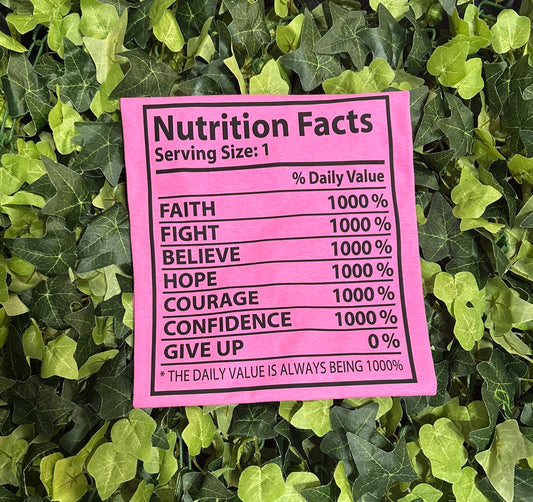 Nutrition Facts
Serving Size: 1
% Daily Value
FAITH 1000%
FIGHT 1000%
BELIEVE 1000%
HOPE 1000%
COURAGE 1000%
CONFIDENCE 1000%
GIVE UP 0%
* THE DAILY VALUE IS ALWAYS BEING 1000%